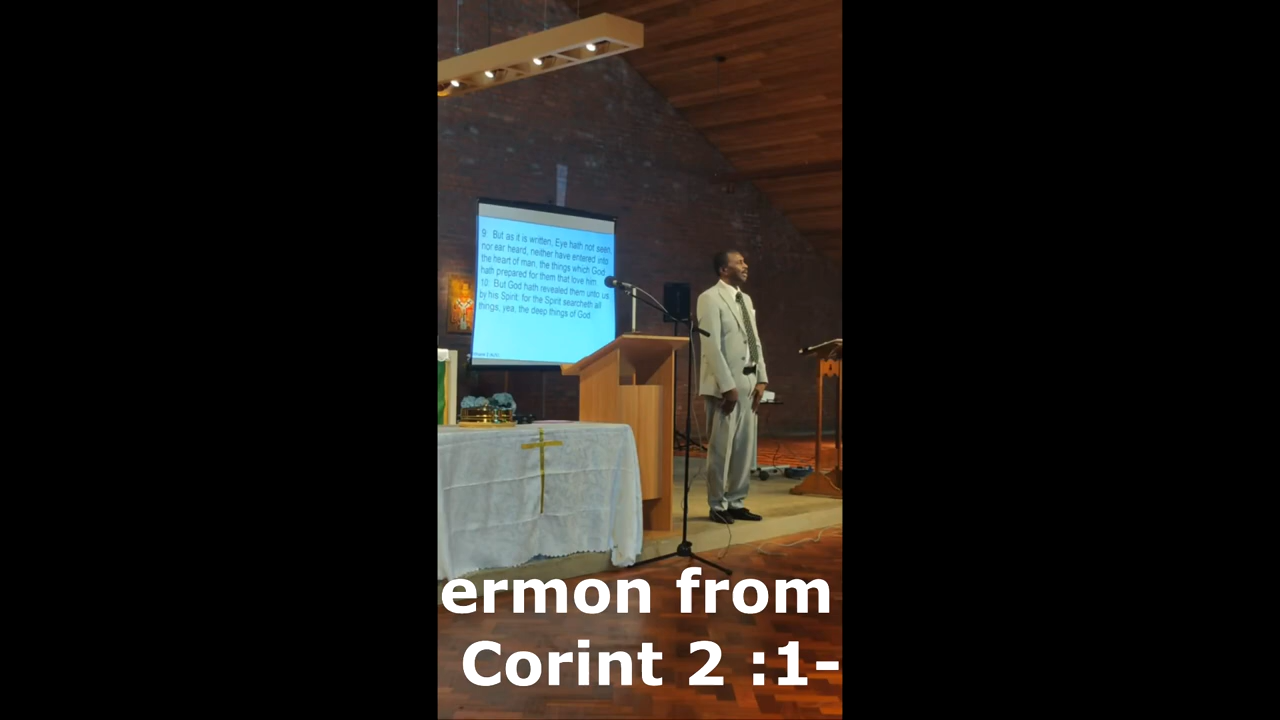 9. But as it is written, Eye hath not seen,
nor ear heard, neither have entered into
the heart of man, the things which God
hath prepared for them that love him.
10. But God hath revealed them unto us
by his Spirit: for the Spirit searcheth all
things, yea, the deep things of God.
ermon from
Corint 2 :1-